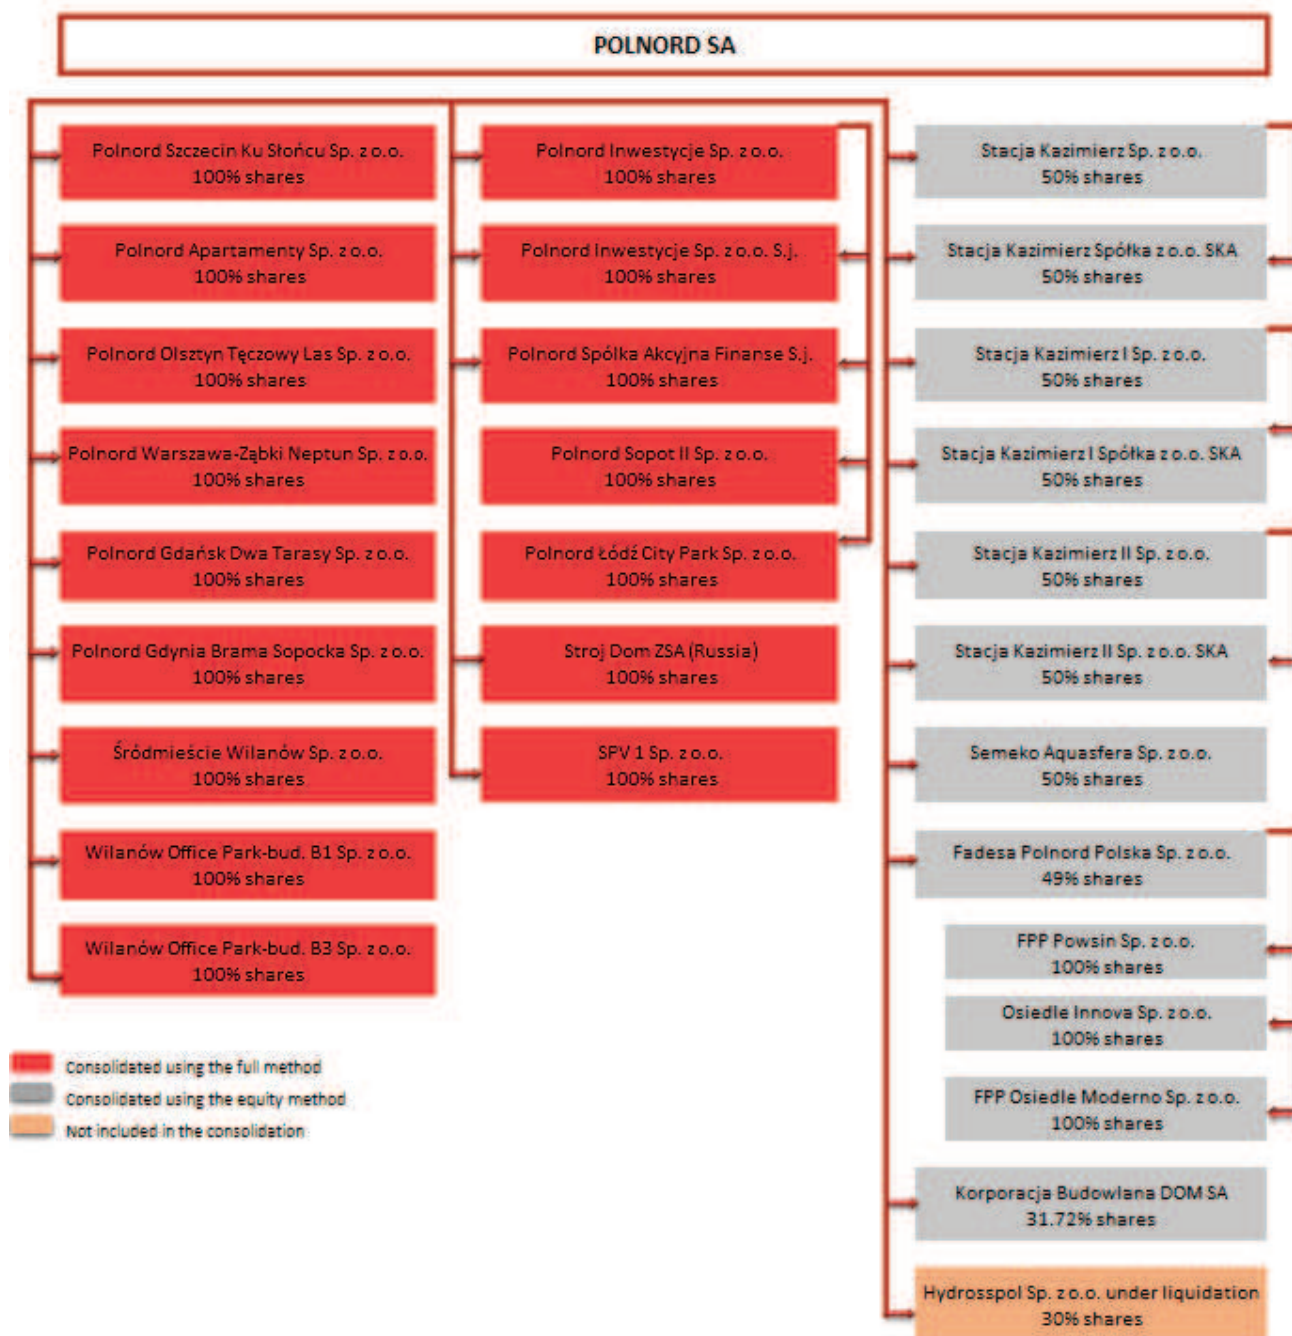 POLNORD SA
Polnord Szczecin Ku Słońcu Sp. z o.o.
100% shares
Polnord Apartamenty Sp. z o.o.
100% shares
Polnord Olsztyn Tęczowy Las Sp. z o.o.
100% shares
Polnord Warszawa-Ząbki Neptun Sp. z o.o.
100% shares
Polnord Gdańsk Dwa Tarasy Sp. z o.o.
100% shares
Polnord Gdynia Brama Sopocka Sp. z o.o.
100% shares
Śródmieście Wilanów Sp. z o.o.
100% shares
Wilanów Office Park-bud. B1 Sp. z o.o.
100% shares
Wilanów Office Park-bud. B3 Sp. z o.o.
100% shares
Polnord Inwestycje Sp. z o.o.
100% shares
Polnord Inwestycje Sp. z o.o. S.j.
100% shares
Polnord Spólka Akcyjna Finanse S.j.
100% shares
Polnord Sopot II Sp. z o.o.
100% shares
Polnord Łódź City Park Sp. z o.o.
100% shares
Stroj Dom ZSA (Russia)
100% shares
SPV 1 Sp. z o.o.
100% shares
Stacja Kazimierz Sp. z o.o.
50% shares
Stacja Kazimierz Spółka z o.o. SKA
50% shares
Stacja Kazimierz I Sp. z o.o.
50% shares
Stacja Kazimierz I Spółka z o.o. SKA
50% shares
Stacja Kazimierz II Sp. z o.o.
50% shares
Stacja Kazimierz II Sp. z o.o. SKA
50% shares
Semeko Aquasfera Sp. z o.o.
50% shares
Fadesa Polnord Polska Sp. z o.o.
49% shares
FPP Powsin Sp. z o.o.
100% shares
Osiedle Innova Sp. z o.o.
100% shares
FPP Osiedle Moderno Sp. z o.o.
100% shares
Korporacja Budowlana DOM SA
31.72% shares
Hydrosspol Sp. z o.o. under liquidation
30% shares
Consolidated using the full method
Consolidated using the equity method
Not included in the consolidation